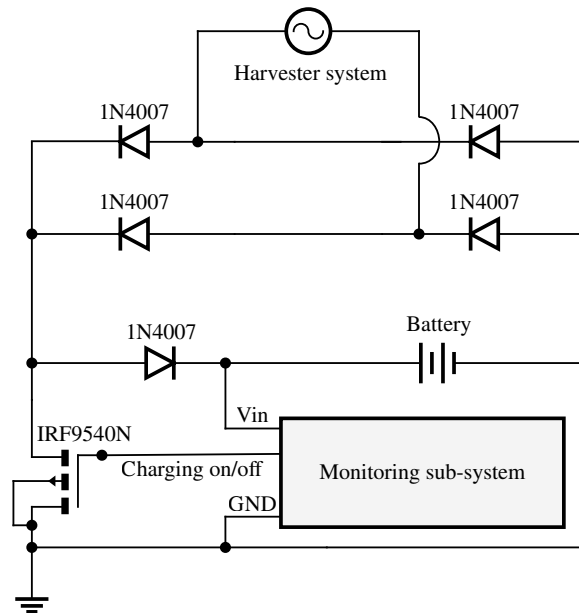 Harvester system
1N4007
1N4007
1N4007
1N4007
1N4007
Battery
Vin
IRF9540N
Charging on/off
Monitoring sub-system
GND